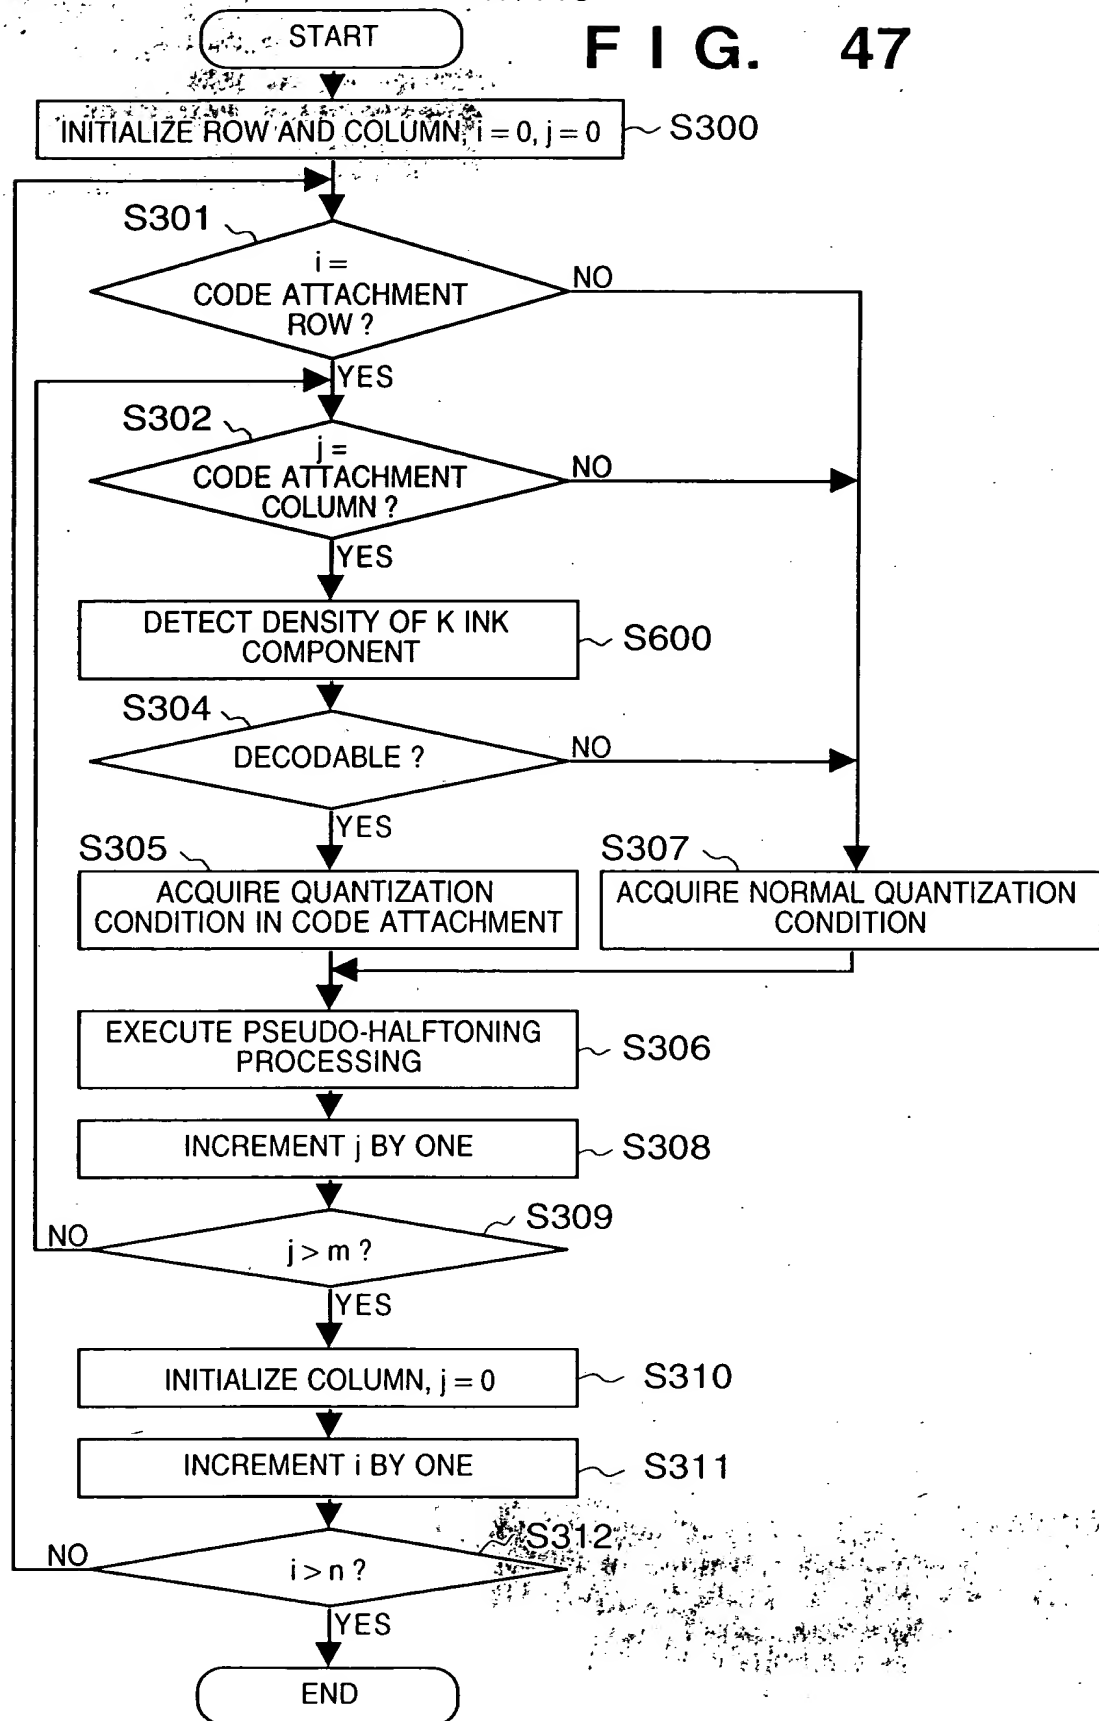 START
F I G. 47
INITIALIZE ROW AND COLUMN, i = 0, j = 0
S300
S301
i =
CODE ATTACHMENT
ROW ?
NO
YES
S302
j =
CODE ATTACHMENT
COLUMN ?
NO
YES
DETECT DENSITY OF K INK
COMPONENT
S600
S304
DECODABLE ?
NO
YES
S305
ACQUIRE QUANTIZATION
CONDITION IN CODE ATTACHMENT
S307
ACQUIRE NORMAL QUANTIZATION
CONDITION
EXECUTE PSEUDO-HALFTONING
PROCESSING
S306
INCREMENT j BY ONE
S308
S309
j > m ?
NO
YES
INITIALIZE COLUMN, j = 0
S310
INCREMENT i BY ONE
S311
S312
i > n ?
NO
YES
END